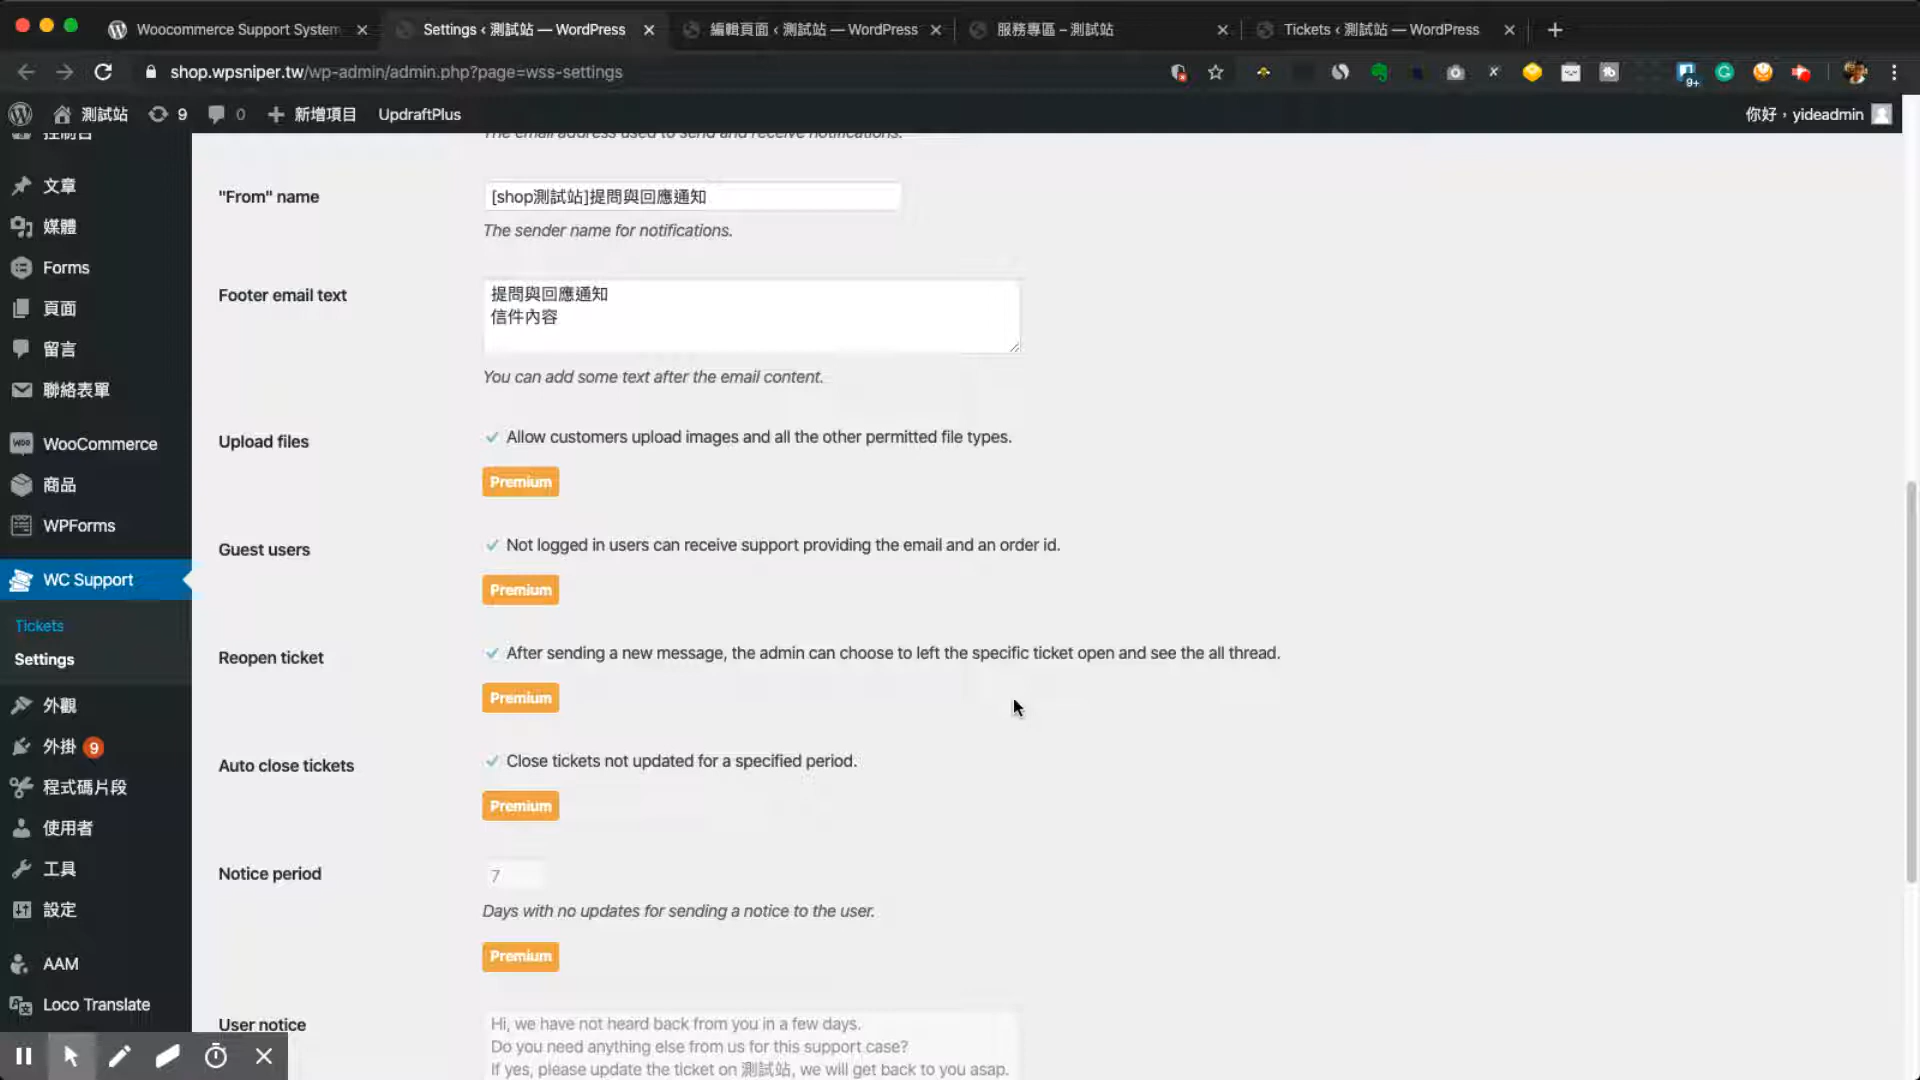 Woocommerce Support System
Settings ‹ 測試站 — WordPress
編輯頁面 ‹ 測試站 — WordPress
服務專區 – 測試站
Tickets ‹ 測試站 — WordPress
shop.wpsniper.tw/wp-admin/admin.php?page=wss-settings
9+
測試站
9
0
新增項目
UpdraftPlus
你好，yideadmin
控制台
文章
媒體
Forms
頁面
留言
聯絡表單
WooCommerce
商品
WPForms
WC Support
Tickets
Settings
外觀
外掛 9
程式碼片段
使用者
工具
設定
AAM
Loco Translate
The email address used to send and receive notifications.
"From" name
[shop測試站]提問與回應通知
The sender name for notifications.
Footer email text
提問與回應通知
信件內容
You can add some text after the email content.
Upload files
Allow customers upload images and all the other permitted file types.
Premium
Guest users
Not logged in users can receive support providing the email and an order id.
Premium
Reopen ticket
After sending a new message, the admin can choose to left the specific ticket open and see the all thread.
Premium
Auto close tickets
Close tickets not updated for a specified period.
Premium
Notice period
7
Days with no updates for sending a notice to the user.
Premium
User notice
Hi, we have not heard back from you in a few days.
Do you need anything else from us for this support case?
If yes, please update the ticket on 測試站, we will get back to you asap.